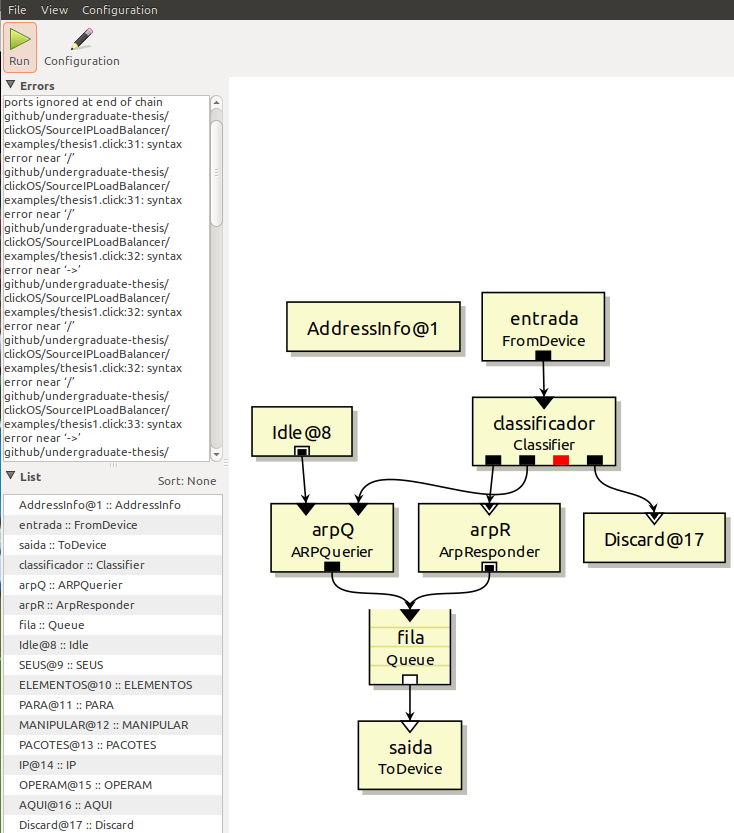 File View Configuration
Run Configuration
Errors
ports ignored at end of chain
github/undergraduate-thesis/
clickOS/SourceIPLoadBalancer/
examples/thesis1.click:31: syntax
error near ‘/’
github/undergraduate-thesis/
clickOS/SourceIPLoadBalancer/
examples/thesis1.click:31: syntax
error near ‘/’
github/undergraduate-thesis/
clickOS/SourceIPLoadBalancer/
examples/thesis1.click:32: syntax
error near ‘->’
github/undergraduate-thesis/
clickOS/SourceIPLoadBalancer/
examples/thesis1.click:32: syntax
error near ‘/’
github/undergraduate-thesis/
clickOS/SourceIPLoadBalancer/
examples/thesis1.click:32: syntax
error near ‘/’
github/undergraduate-thesis/
clickOS/SourceIPLoadBalancer/
examples/thesis1.click:33: syntax
error near ‘->’
github/undergraduate-thesis/
List Sort: None
AddressInfo@1 :: AddressInfo
entrada :: FromDevice
saida :: ToDevice
classificador :: Classifier
arpQ :: ARPQuerier
arpR :: ArpResponder
fila :: Queue
Idle@8 :: Idle
SEUS@9 :: SEUS
ELEMENTOS@10 :: ELEMENTOS
PARA@11 :: PARA
MANIPULAR@12 :: MANIPULAR
PACOTES@13 :: PACOTES
IP@14 :: IP
OPERAM@15 :: OPERAM
AQUI@16 :: AQUI
Discard@17 :: Discard
AddressInfo@1
entrada
FromDevice
Idle@8
classificador
Classifier
arpQ
ARPQuerier
arpR
ArpResponder
Discard@17
fila
Queue
saida
ToDevice